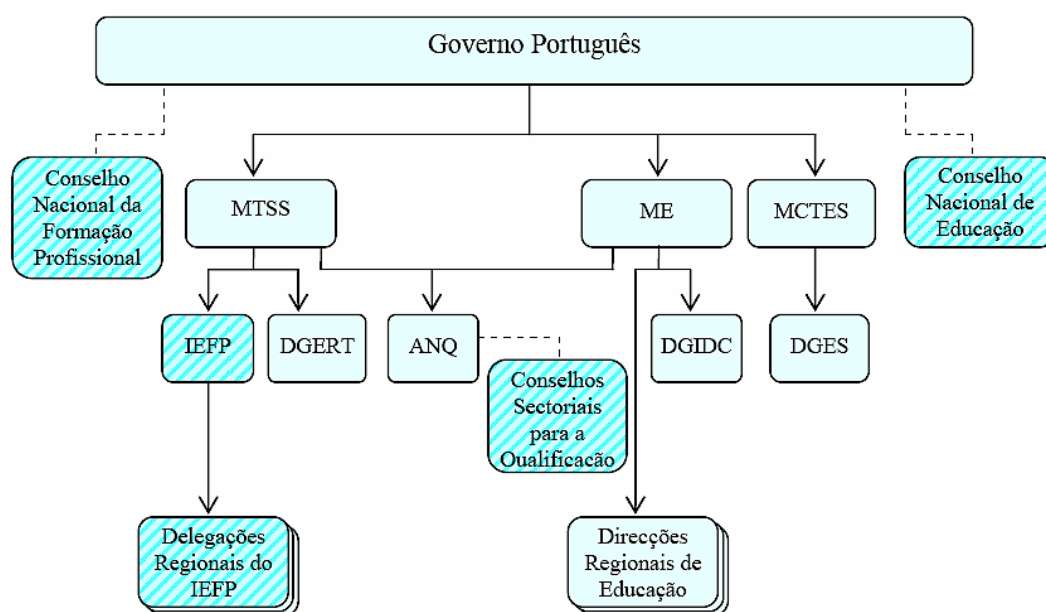 Governo Português
Conselho
Nacional da
Formação
Profissional
MTSS
ME
MCTES
Conselho
Nacional de
Educação
IEFP
DGERT
ANQ
DGIDC
DGES
Conselhos
Sectoriais
para a
Qualificação
Delegações
Regionais do
IEFP
Direcções
Regionais de
Educação